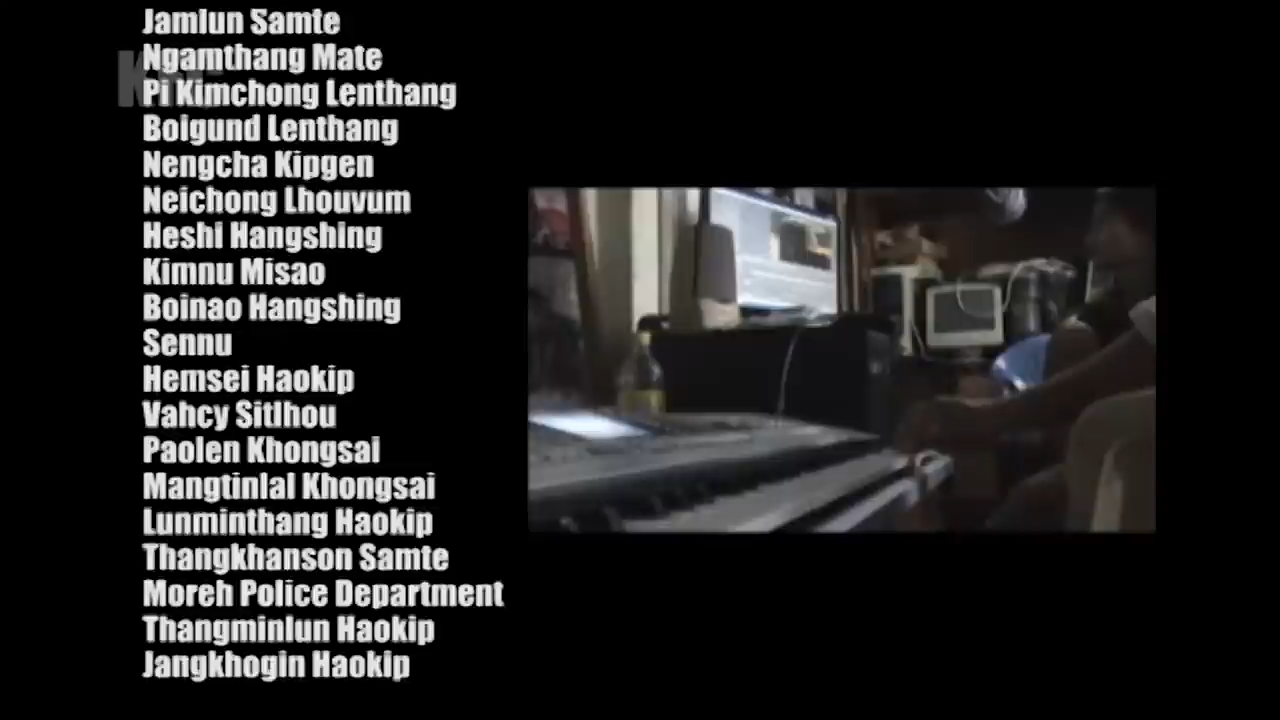 Jamlun Samte
Ngamthang Mate
Pi Kimchong Lenthang
Boigund Lenthang
Nengcha Kipgen
Neichong Lhouvum
Heshi Hangshing
Kimnu Misao
Boinao Hangshing
Sennu
Hemsei Haokip
Vahcy Sitlhou
Paolen Khongsai
Mangtinlal Khongsai
Lunminthang Haokip
Thangkhanson Samte
Moreh Police Department
Thangminlun Haokip
Jangkhogin Haokip